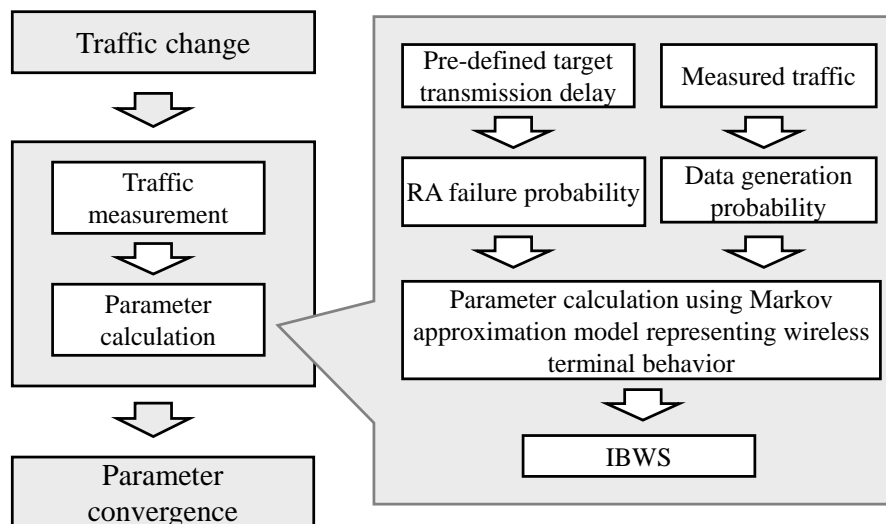 Traffic change
Traffic
measurement
Parameter
calculation
Parameter
convergence
Pre-defined target
transmission delay
Measured traffic
RA failure probability
Data generation
probability
Parameter calculation using Markov
approximation model representing wireless
terminal behavior
IBWS